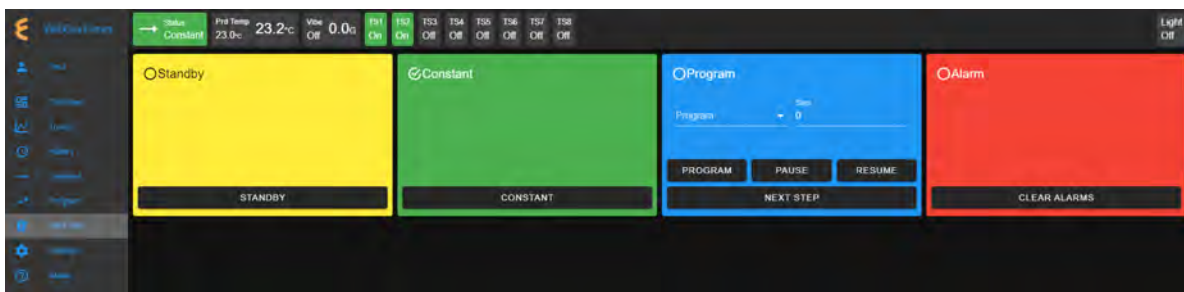 Status
Constant
Prd Temp
23.0°C
23.2°C
Vibe
Off
0.0G
TS1
On
TS2
On
TS3
Off
TS4
Off
TS5
Off
TS6
Off
TS7
Off
TS8
Off
Light
Off
Standby
STANDBY
Constant
CONSTANT
Program
Program
Step
0
PROGRAM
PAUSE
RESUME
NEXT STEP
Alarm
CLEAR ALARMS